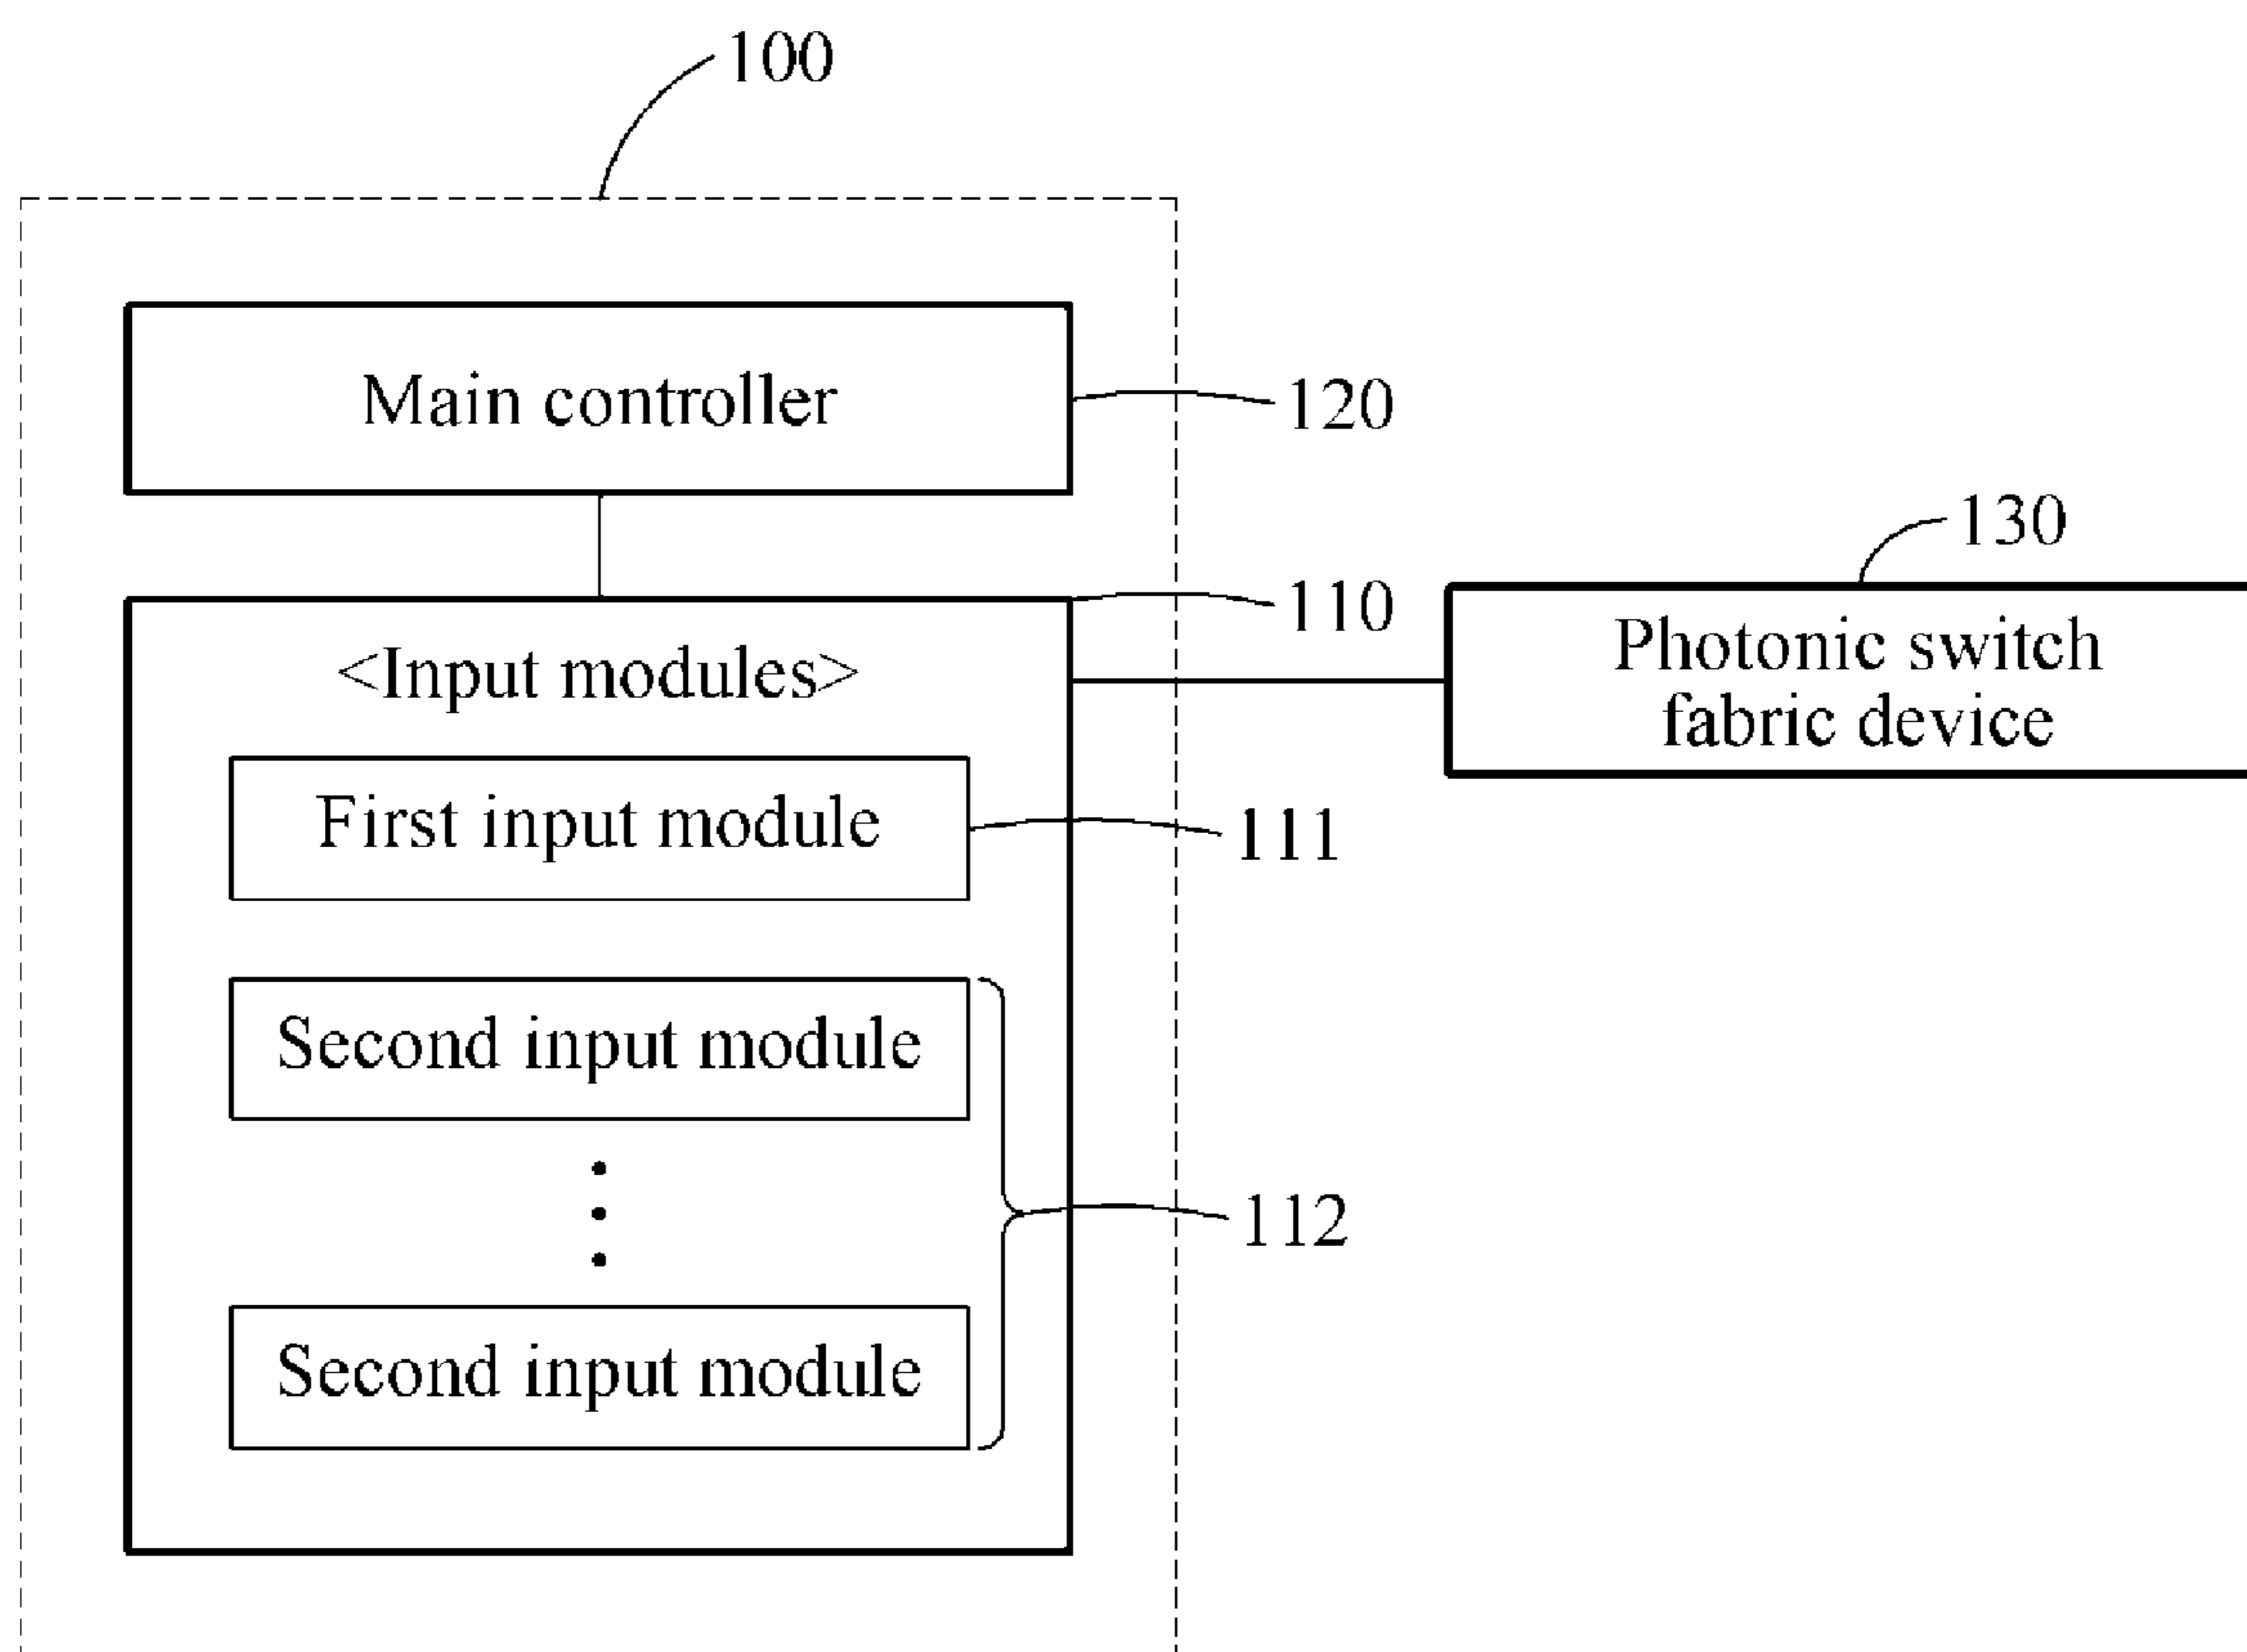 100
Main controller
120
130
110
<Input modules>
Photonic switch
fabric device
First input module
111
Second input module
112
Second input module